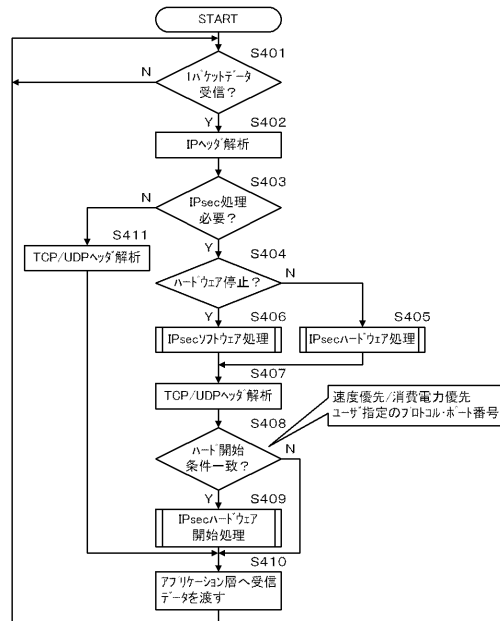 START
S401
N
1パケットデータ
受信？
Y
S402
IPヘッダ解析
S403
N
IPsec処理
必要？
Y
S404
S411
TCP/UDPヘッダ解析
ハードウェア停止？
N
Y
S406
S405
IPsecソフトウェア処理
IPsecハードウェア処理
S407
TCP/UDPヘッダ解析
速度優先/消費電力優先
ユーザ指定のプロトコル・ポート番号
S408
ハード開始
条件一致？
N
Y
S409
IPsecハードウェア
開始処理
S410
アプリケーション層へ受信
データを渡す